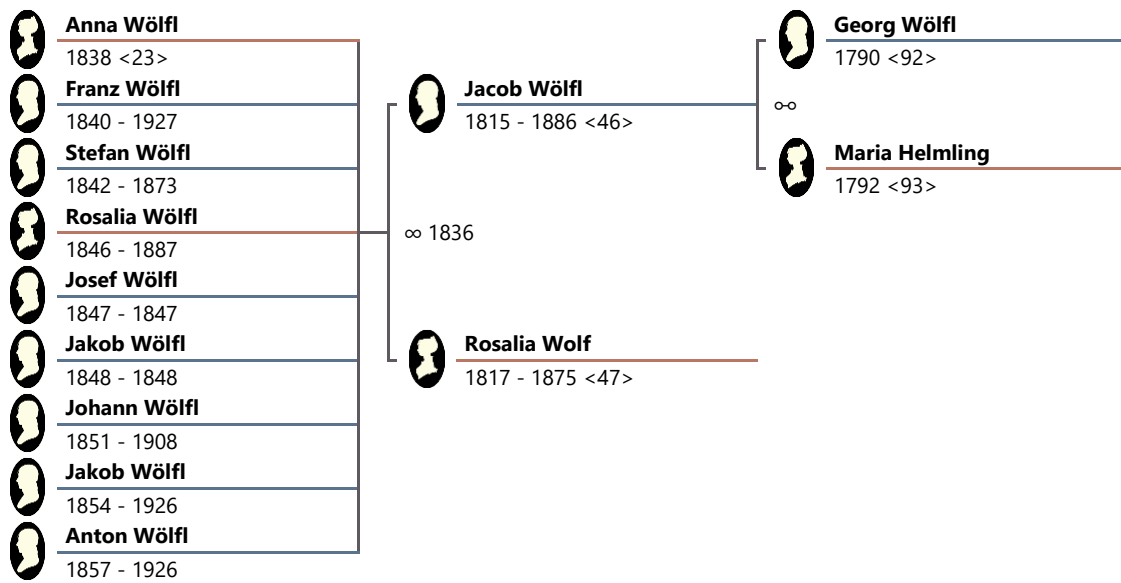 Anna Wölfl
1838 <23>
Franz Wölfl
1840 - 1927
Stefan Wölfl
1842 - 1873
Rosalia Wölfl
1846 - 1887
Josef Wölfl
1847 - 1847
Jakob Wölfl
1848 - 1848
Johann Wölfl
1851 - 1908
Jakob Wölfl
1854 - 1926
Anton Wölfl
1857 - 1926
Jacob Wölfl
1815 - 1886 <46>
∞ 1836
Rosalia Wolf
1817 - 1875 <47>
Georg Wölfl
1790 <92>
⚯
Maria Helmling
1792 <93>